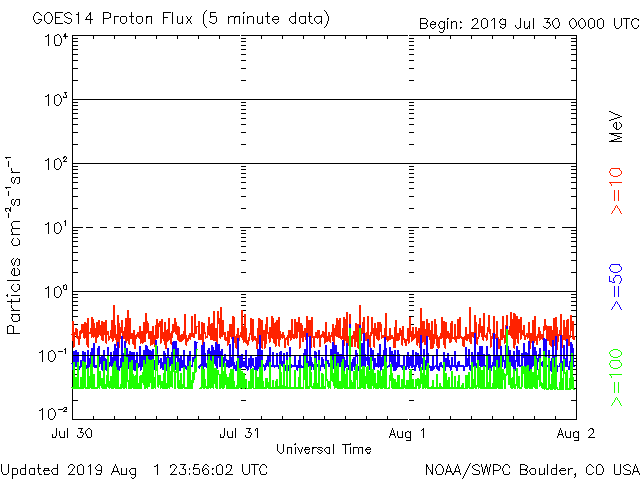 GOES14 Proton Flux (5 minute data)
Begin: 2019 Jul 30 0000 UTC
10⁴
10³
10²
10¹
10⁰
10⁻¹
10⁻²
Particles cm⁻²s⁻¹sr⁻¹
MeV
>=10
>=50
>=100
Jul 30
Jul 31
Aug 1
Aug 2
Universal Time
Updated 2019 Aug 1 23:56:02 UTC
NOAA/SWPC Boulder, CO USA